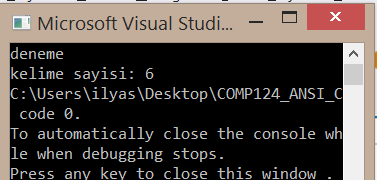 Microsoft Visual Studi...
deneme
kelime sayisi: 6
C:\Users\ilyas\Desktop\COMP124_ANSI_C
code 0.
To automatically close the console wh
le when debugging stops.
Press any key to close this window .